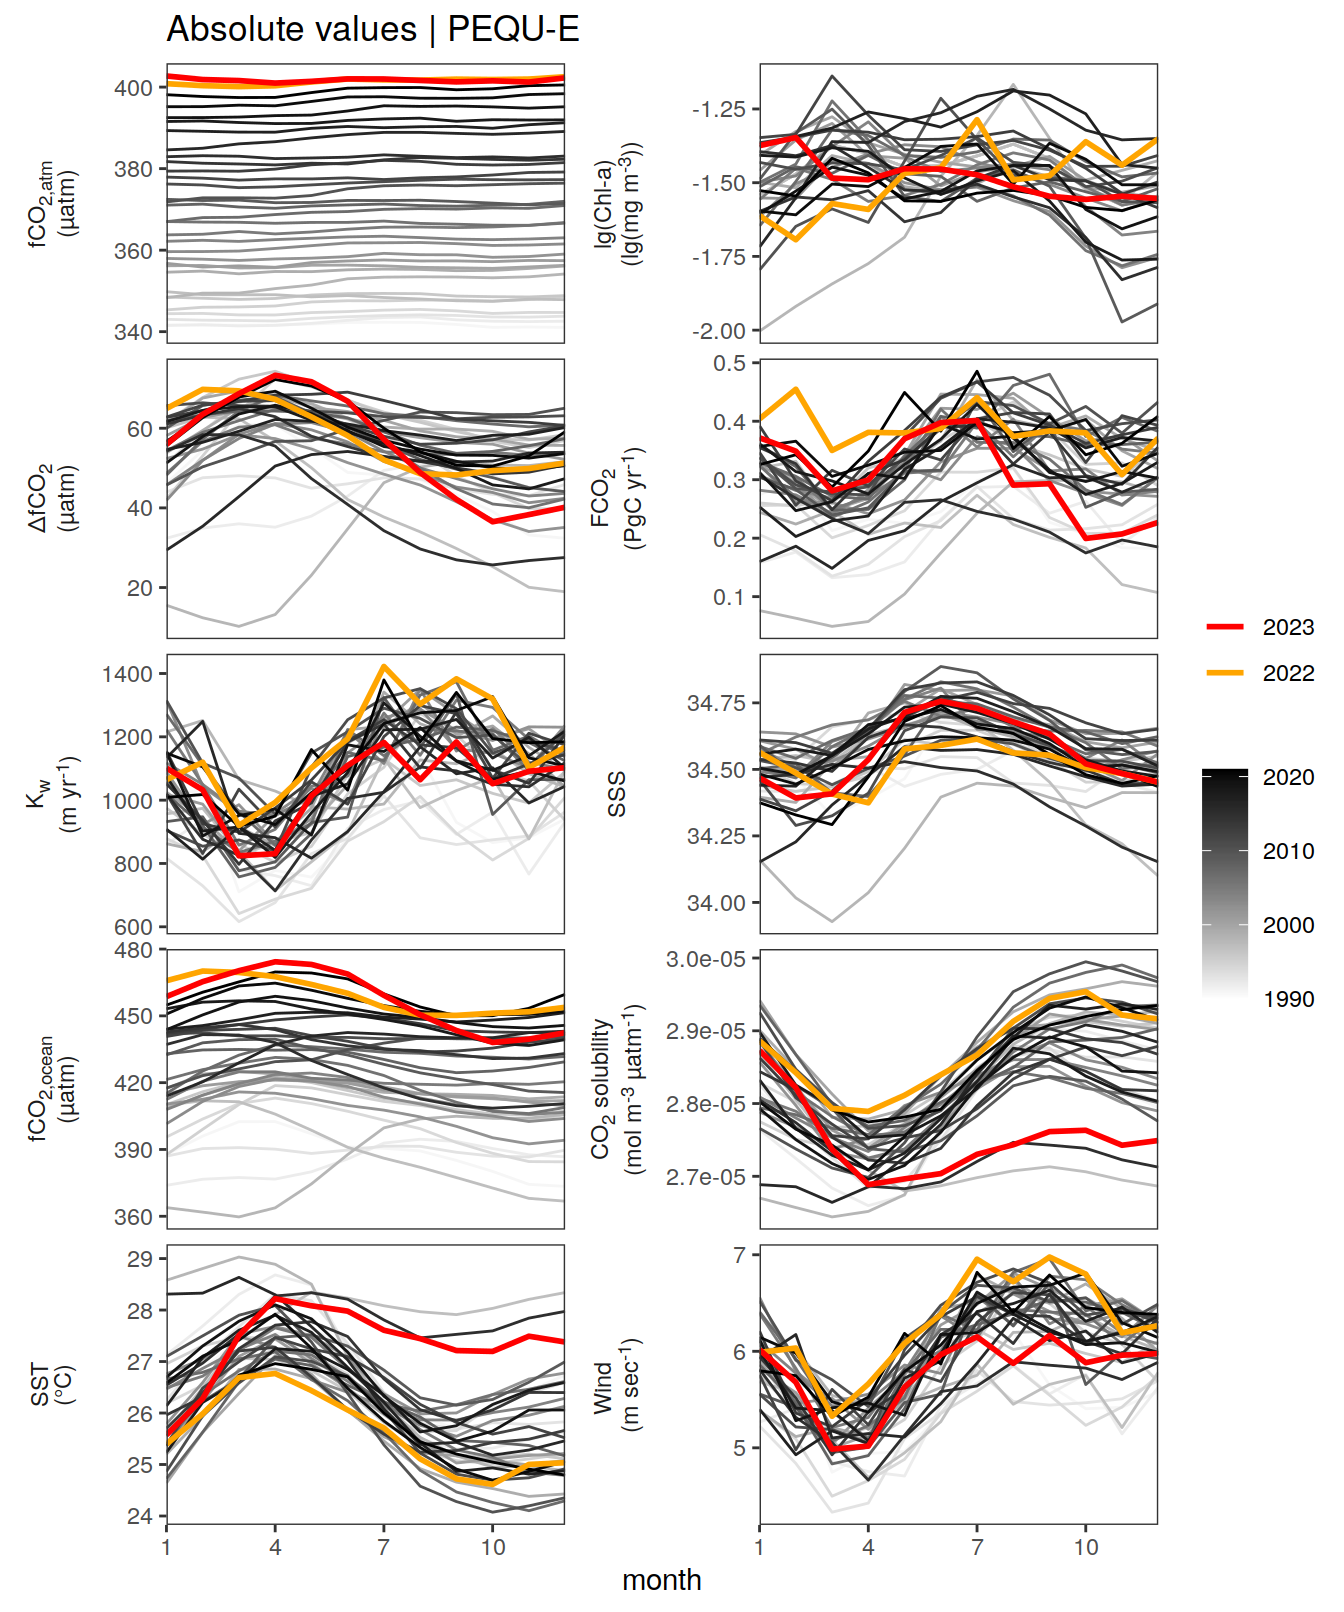 Absolute values | PEQU-E
fCO2,atm
(µatm)
400
380
360
340
lg(Chl-a)
(lg(mg m-3))
-1.25
-1.50
-1.75
-2.00
ΔfCO2
(µatm)
60
40
20
FCO2
(PgC yr-1)
0.5
0.4
0.3
0.2
0.1
Kw
(m yr-1)
1400
1200
1000
800
600
SSS
34.75
34.50
34.25
34.00
fCO2,ocean
(µatm)
480
450
420
390
360
CO2 solubility
(mol m-3 µatm-1)
3.0e-05
2.9e-05
2.8e-05
2.7e-05
SST
(°C)
29
28
27
26
25
24
Wind
(m sec-1)
7
6
5
1 4 7 10
1 4 7 10
month
2023
2022
2020
2010
2000
1990